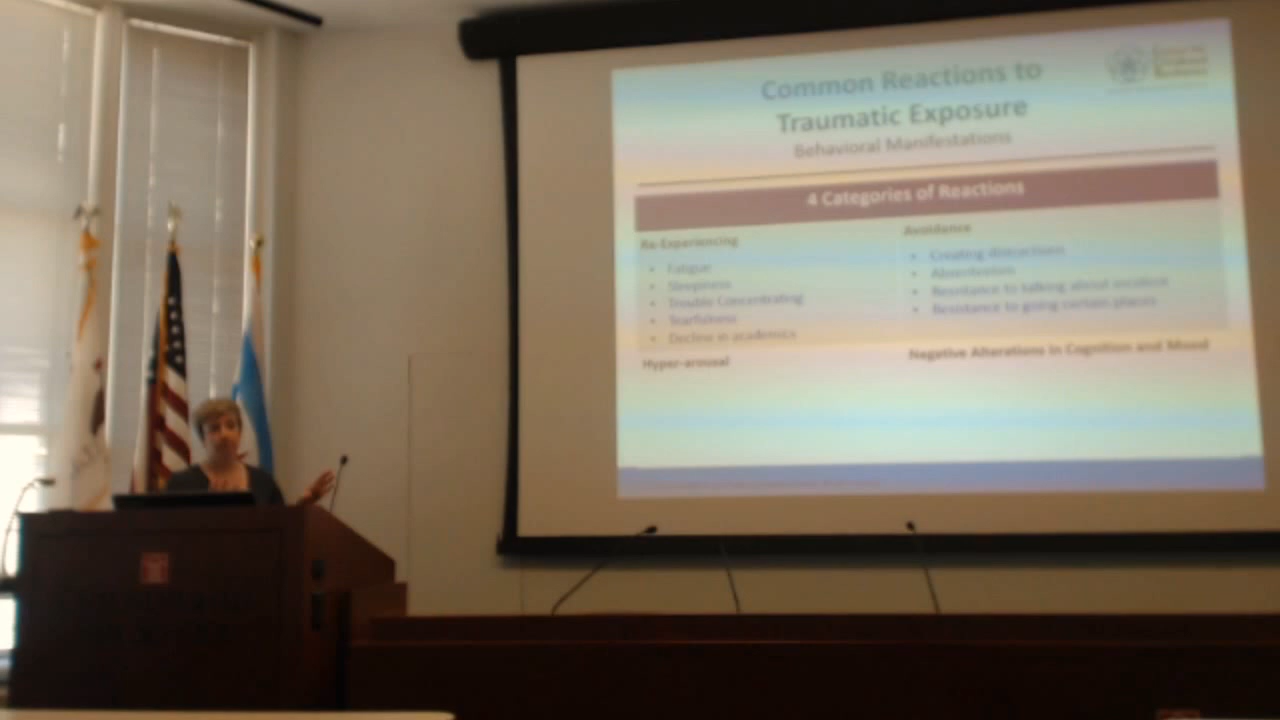 Common Reactions to
Traumatic Exposure
Behavioral Manifestations
4 Categories of Reactions
Re-Experiencing
• Fatigue
• Sleepiness
• Trouble Concentrating
• Tearfulness
• Decline in academics
Avoidance
• Creating distractions
• Absenteeism
• Resistance to talking about incident
• Resistance to going certain places
Hyper-arousal
Negative Alterations in Cognition and Mood